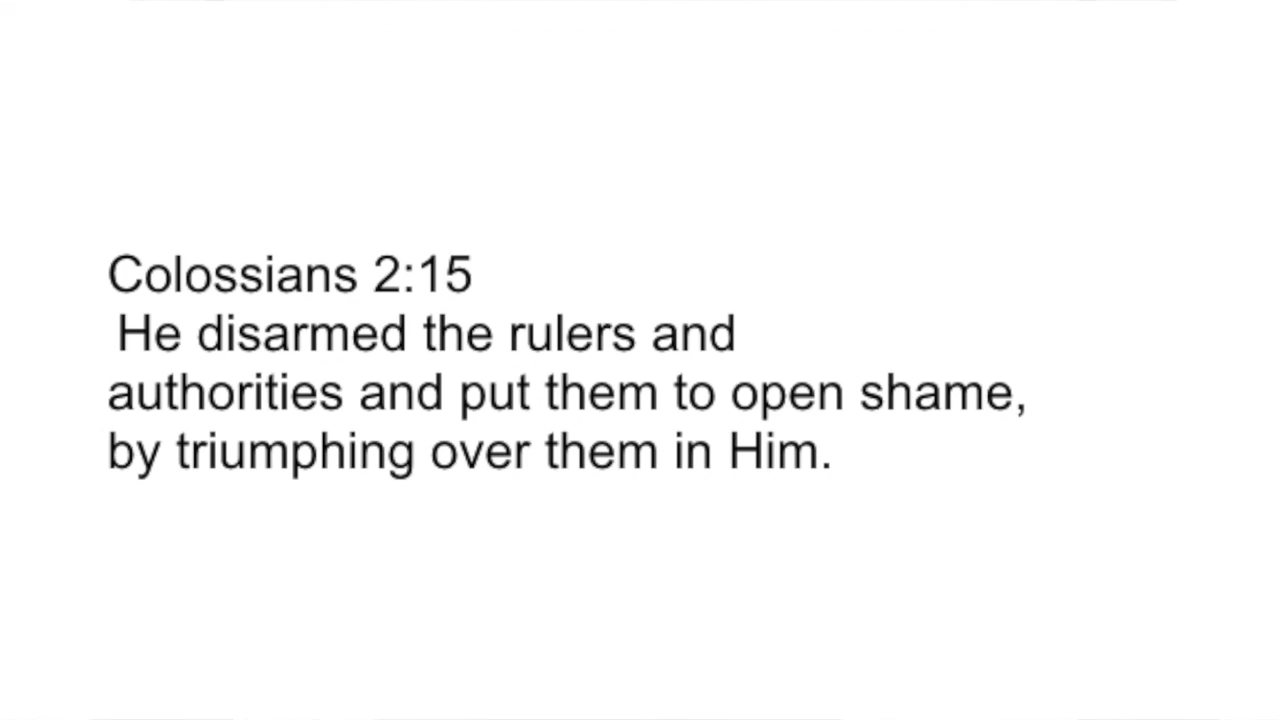 Colossians 2:15
He disarmed the rulers and
authorities and put them to open shame,
by triumphing over them in Him.